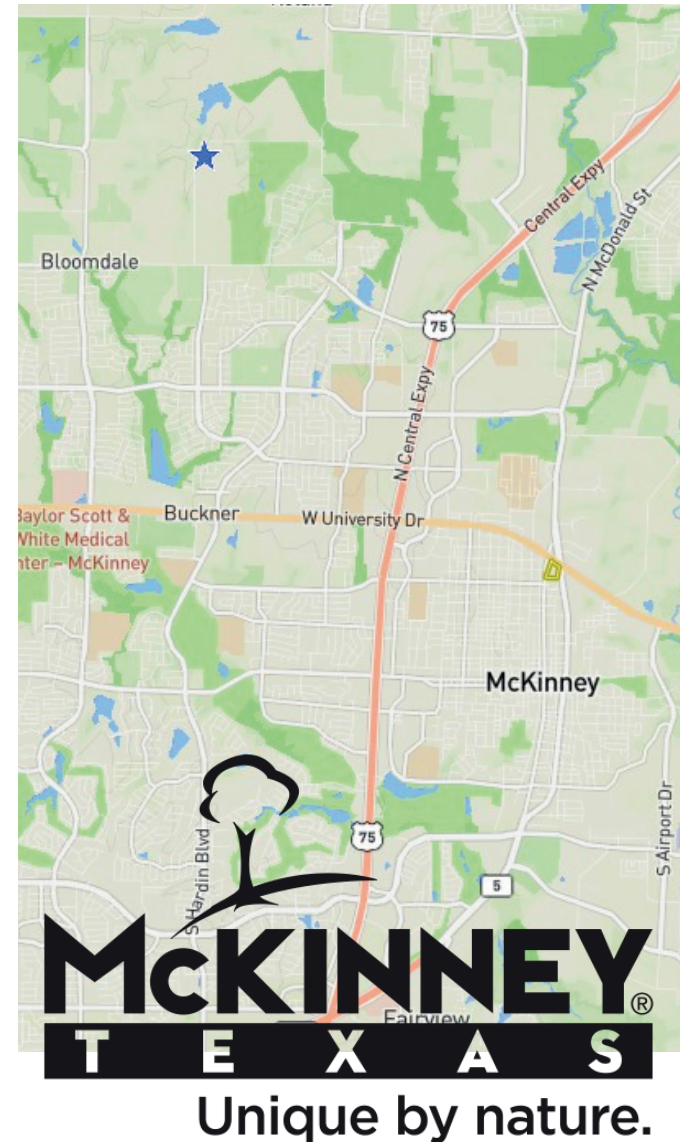 Central Expy
N McDonald St
Bloomdale
75
N Central Expy
Baylor Scott &
White Medical
nter – McKinney
Buckner
W University Dr
McKinney
S Airport Dr
75
S Hardin Blvd
5
McKINNEY®
Fairview
TEXAS
Unique by nature.